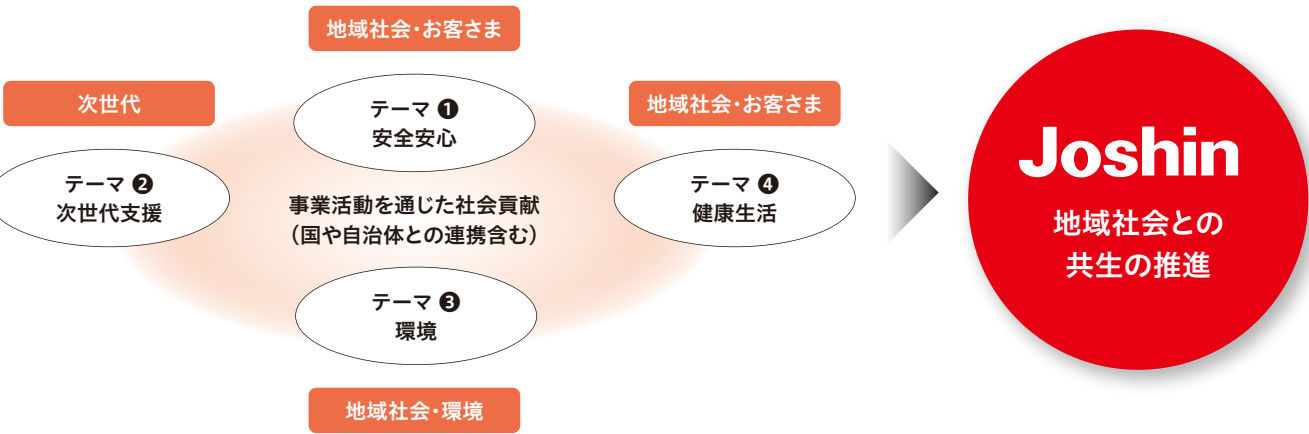 地域社会・お客さま
次世代
テーマ ❶
安全安心
地域社会・お客さま
テーマ ❷
次世代支援
事業活動を通じた社会貢献
（国や自治体との連携含む）
テーマ ❹
健康生活
テーマ ❸
環境
地域社会・環境
Joshin
地域社会との
共生の推進